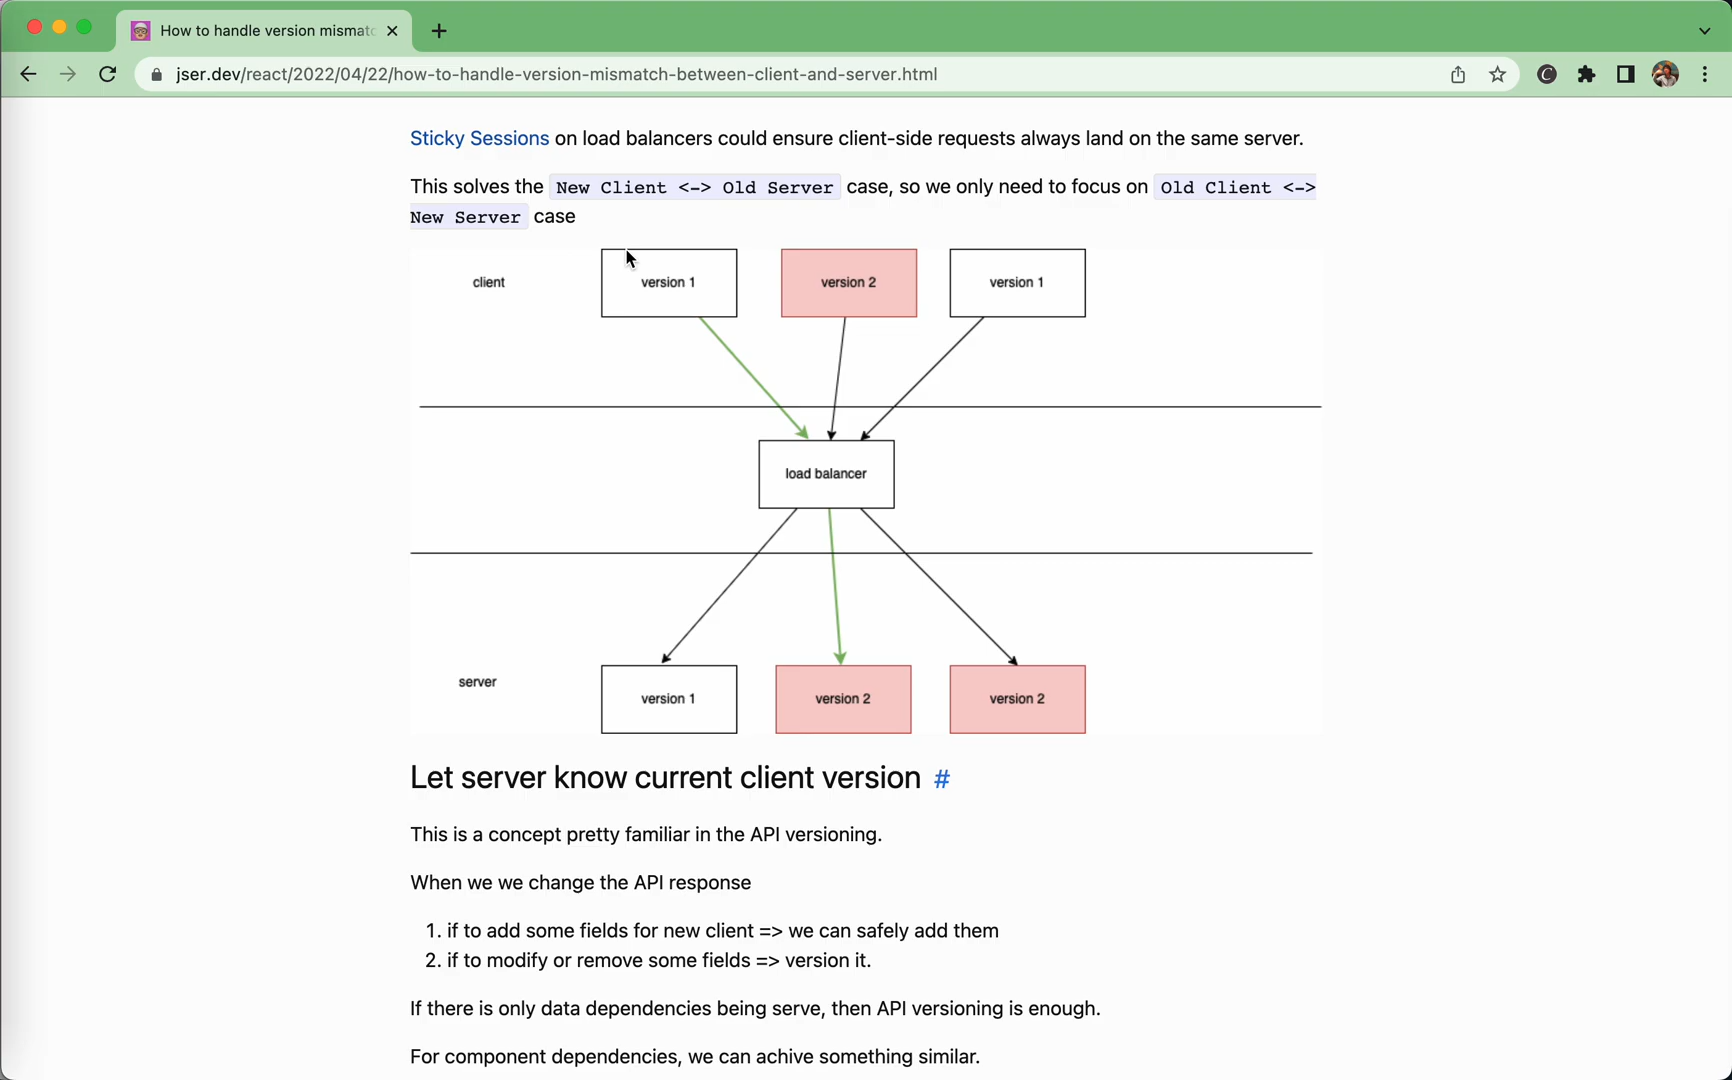 How to handle version mismatc
jser.dev/react/2022/04/22/how-to-handle-version-mismatch-between-client-and-server.html
Sticky Sessions on load balancers could ensure client-side requests always land on the same server.
This solves the New Client <-> Old Server case, so we only need to focus on Old Client <->
New Server case
client
version 1
version 2
version 1
load balancer
server
version 1
version 2
version 2
Let server know current client version #
This is a concept pretty familiar in the API versioning.
When we we change the API response
1. if to add some fields for new client => we can safely add them
2. if to modify or remove some fields => version it.
If there is only data dependencies being serve, then API versioning is enough.
For component dependencies, we can achive something similar.